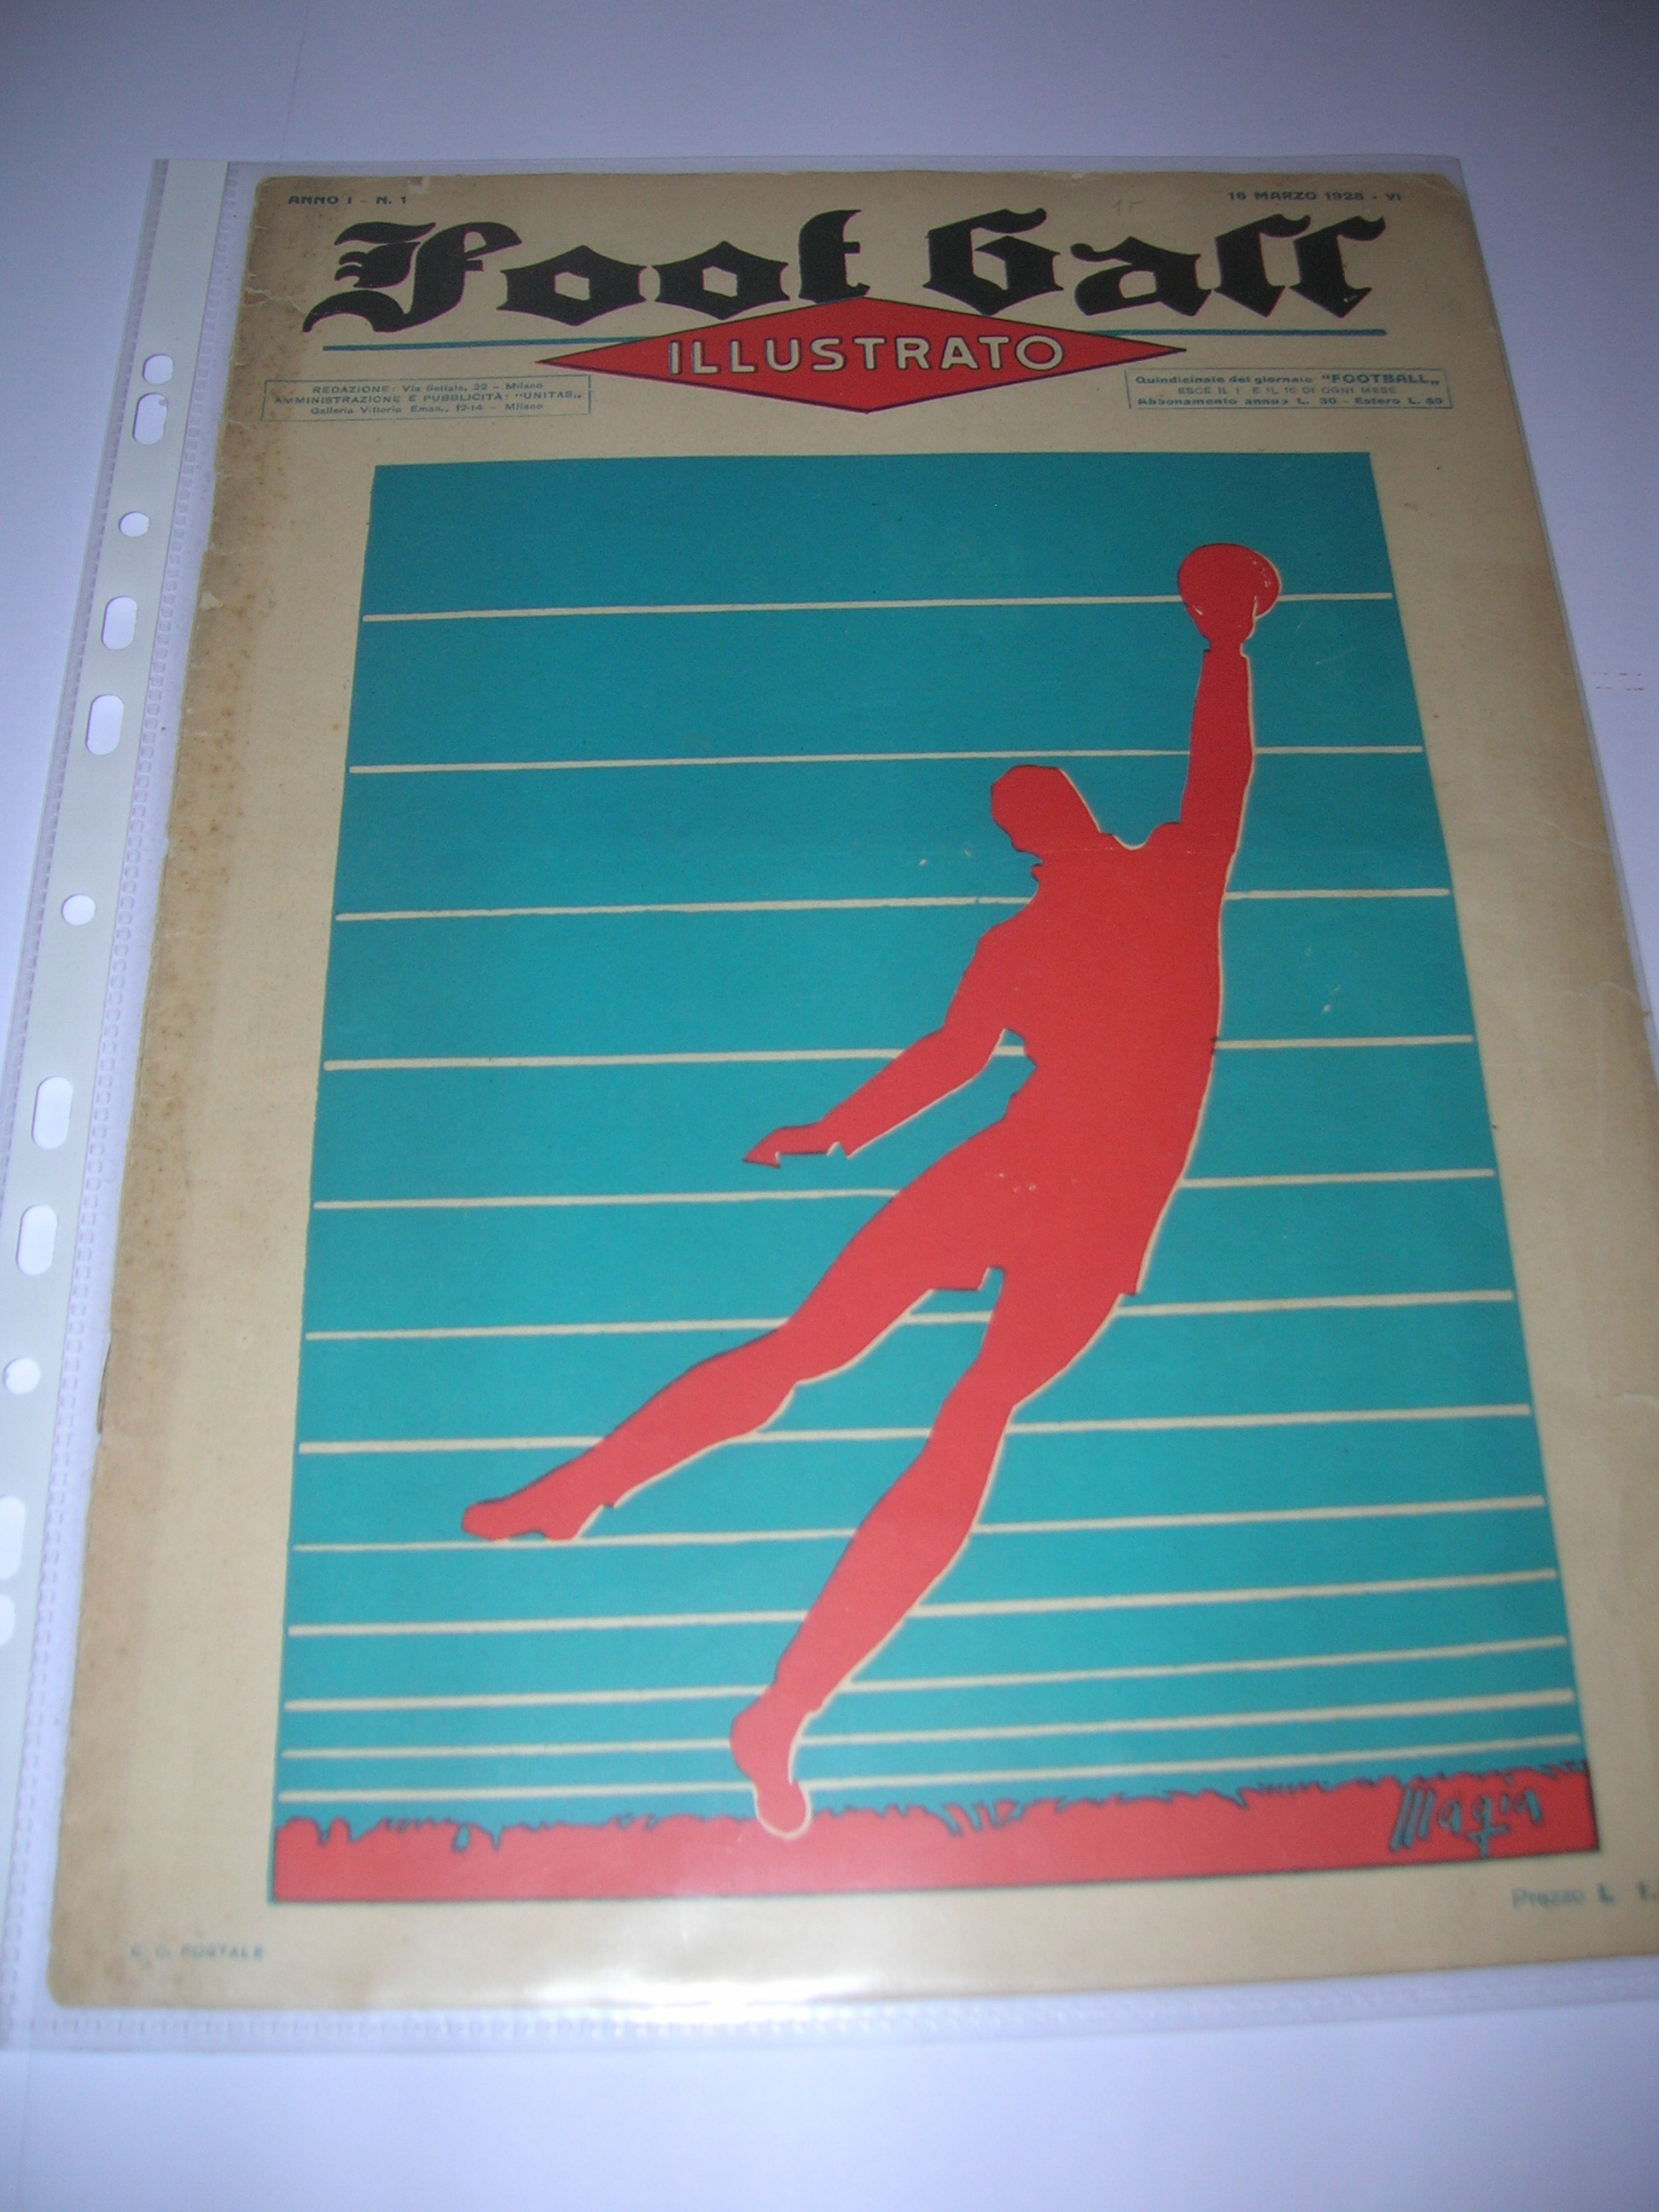 ANNO I - N. 1
16 MARZO 1928 - VI
Foot Ball
ILLUSTRATO
REDAZIONE: Via 22 - Milano
AMMINISTRAZIONE E PUBBLICITÀ: "UNITAS„
Galleria Vittorio Eman., 12-14 - Milano
Quindicinale del giornale "FOOTBALL„
ESCE IL 1° E IL 15 DI OGNI MESE
Abbonamento annuo L. 30 - Estero L. 50
Prezzo L. 1.
C. C. POSTALE